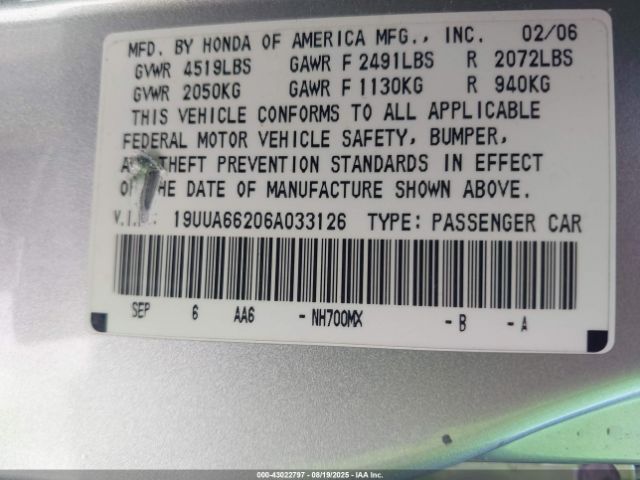 MFD. BY HONDA OF AMERICA MFG., INC. 02/06
GVWR 4519LBS GAWR F 2491LBS R 2072LBS
GVWR 2050KG GAWR F 1130KG R 940KG
THIS VEHICLE CONFORMS TO ALL APPLICABLE
FEDERAL MOTOR VEHICLE SAFETY, BUMPER,
THEFT PREVENTION STANDARDS IN EFFECT
THE DATE OF MANUFACTURE SHOWN ABOVE.
V.I.N.: 19UUA66206A033126 TYPE: PASSENGER CAR
SEP 6 AA6 - NH700MX - B - A
000-43022797 - 08/19/2025 - IAA Corp.